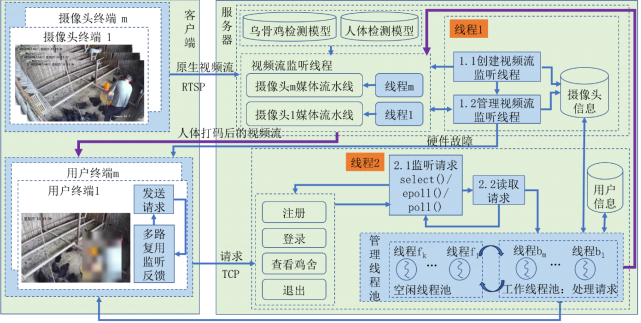 摄像头终端 m
摄像头终端 1
客户端
原生视频流
RTSP
服务器
乌骨鸡检测模型
人体检测模型
视频流监听线程
摄像头m媒体流水线
线程m
摄像头1媒体流水线
线程1
线程1
1.1创建视频流
监听线程
1.2管理视频流
监听线程
摄像头
信息
人体打码后的视频流
硬件故障
用户终端m
用户终端1
发送
请求
多路
复用
监听
反馈
请求
TCP
线程2
注册
登录
查看鸡舍
退出
2.1监听请求
select()/
epoll()/
poll()
2.2读取
请求
用户
信息
管理线程池
线程fk
···
线程f
空闲线程池
线程bm
···
线程b1
工作线程池：处理请求